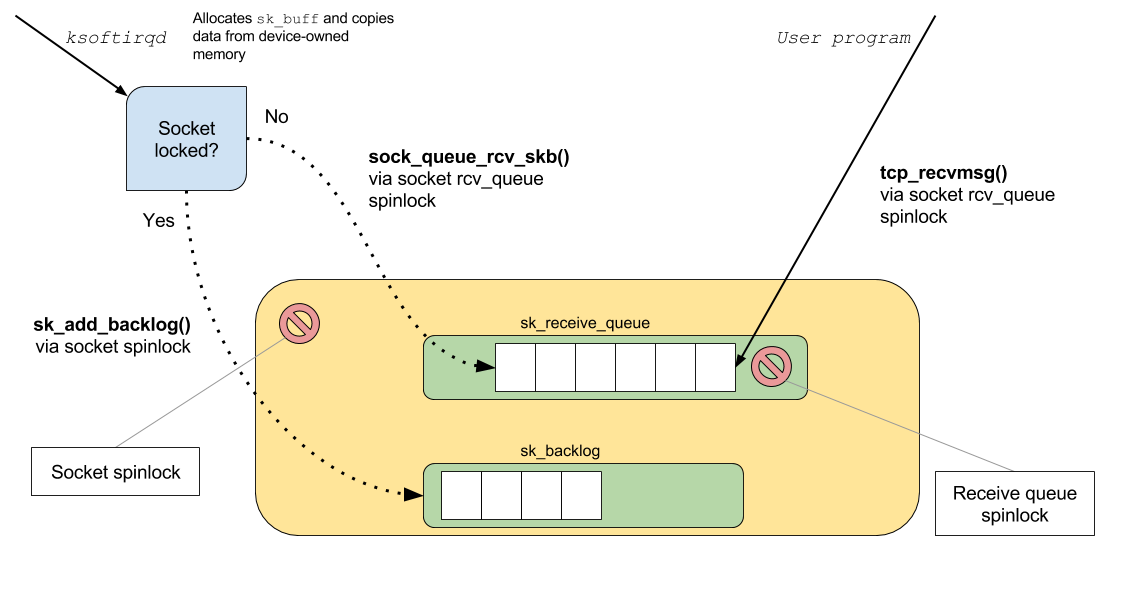 ksoftirqd
Allocates sk_buff and copies
data from device-owned
memory
User program
Socket
locked?
No
Yes
sock_queue_rcv_skb()
via socket rcv_queue
spinlock
tcp_recvmsg()
via socket rcv_queue
spinlock
sk_add_backlog()
via socket spinlock
sk_receive_queue
sk_backlog
Socket spinlock
Receive queue
spinlock